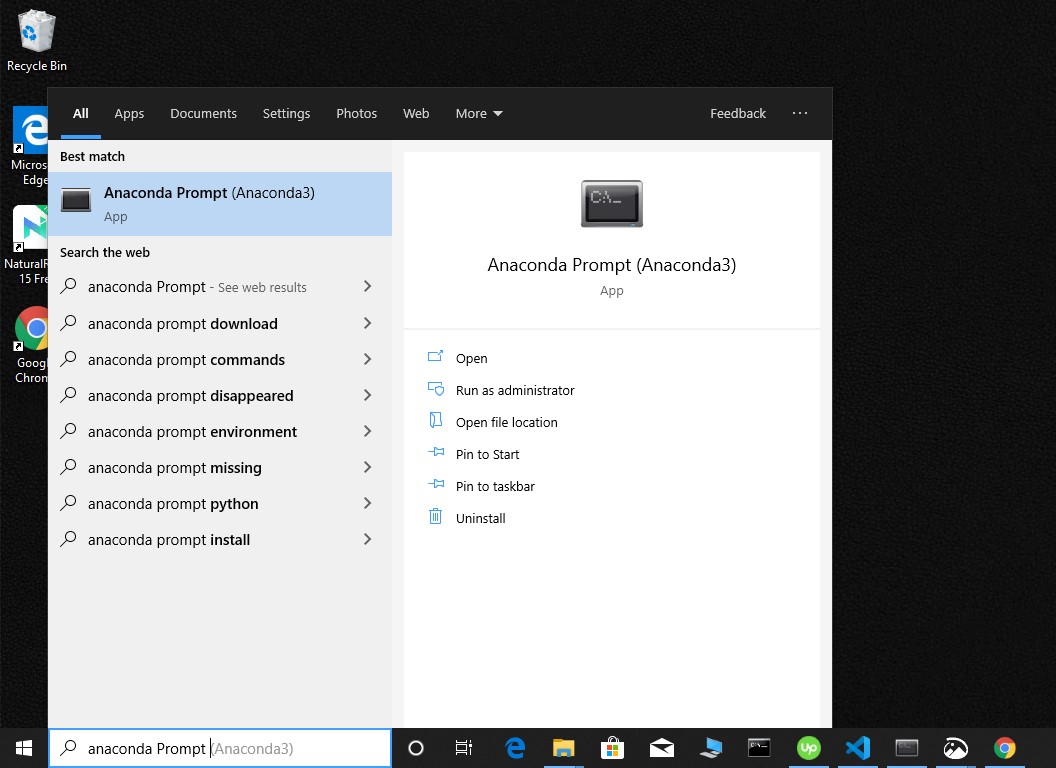 Recycle Bin
Micros
Edge
NaturalR
15 Fre
Googl
Chrom
All Apps Documents Settings Photos Web More Feedback ...
Best match
Anaconda Prompt (Anaconda3)
App
Search the web
anaconda Prompt - See web results
anaconda prompt download
anaconda prompt commands
anaconda prompt disappeared
anaconda prompt environment
anaconda prompt missing
anaconda prompt python
anaconda prompt install
C:\_
Anaconda Prompt (Anaconda3)
App
Open
Run as administrator
Open file location
Pin to Start
Pin to taskbar
Uninstall
anaconda Prompt (Anaconda3)
up